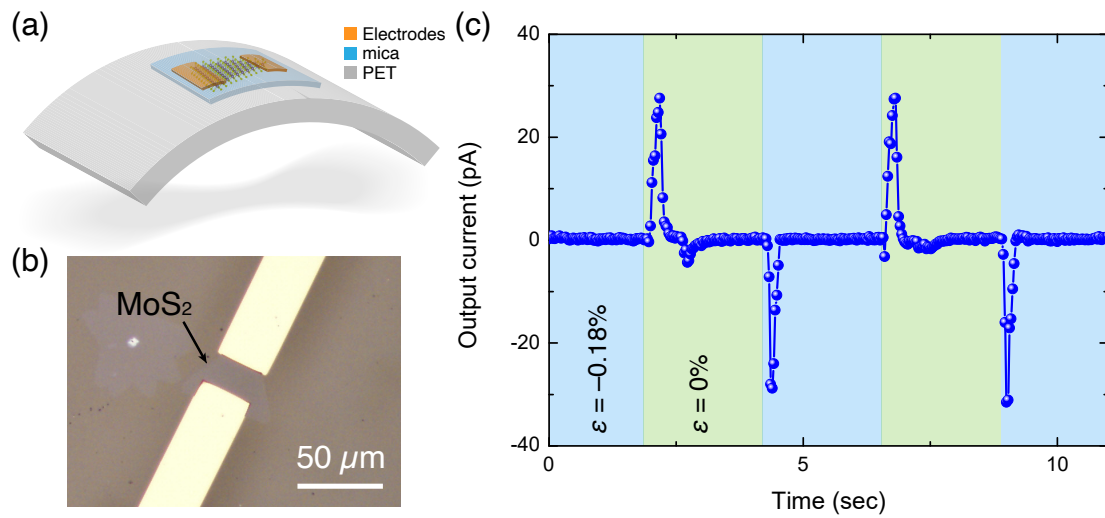 (a)
Electrodes
mica
PET
(b)
MoS₂
50 µm
(c)
Output current (pA)
40
20
0
-20
-40
ε = −0.18%
ε = 0%
0
5
10
Time (sec)